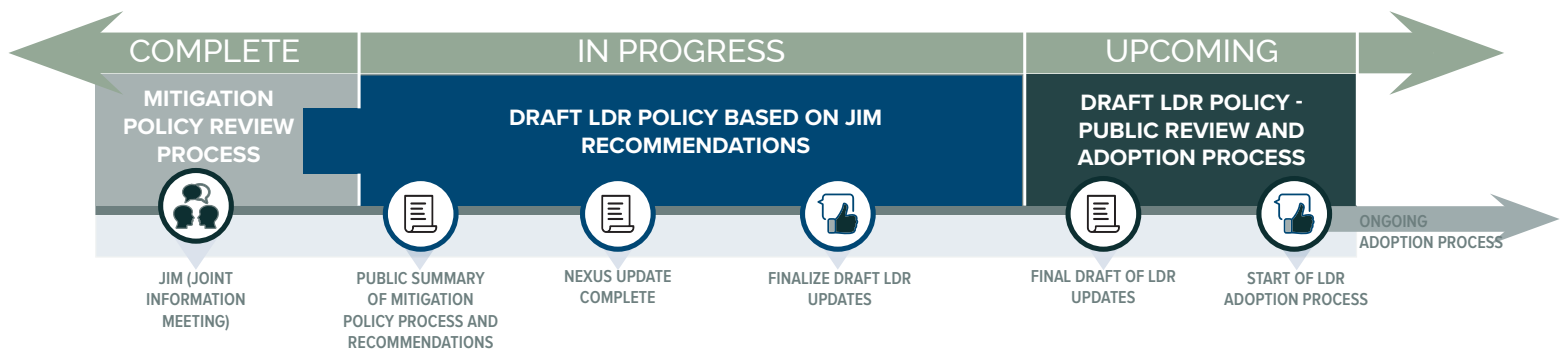 COMPLETE
IN PROGRESS
UPCOMING
MITIGATION
POLICY REVIEW
PROCESS
DRAFT LDR POLICY BASED ON JIM
RECOMMENDATIONS
DRAFT LDR POLICY -
PUBLIC REVIEW AND
ADOPTION PROCESS
JIM (JOINT
INFORMATION
MEETING)
PUBLIC SUMMARY
OF MITIGATION
POLICY PROCESS AND
RECOMMENDATIONS
NEXUS UPDATE
COMPLETE
FINALIZE DRAFT LDR
UPDATES
FINAL DRAFT OF LDR
UPDATES
START OF LDR
ADOPTION PROCESS
ONGOING
ADOPTION PROCESS